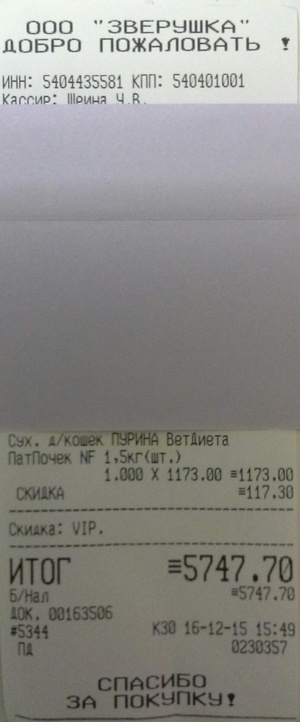 ООО "ЗВЕРУШКА"
ДОБРО ПОЖАЛОВАТЬ !
ИНН: 5404435581 КПП: 540401001
Кассир: Шрина Ч.В.
Сух. д/кошек ПУРИНА ВетДиета
ПатПочек NF 1,5кг(шт.)
1.000 X 1173.00 ≡1173.00
СКИДКА ≡117.30
Скидка: VIP.
ИТОГ ≡5747.70
Б/Нал ≡5747.70
ДОК. 00163506
#5344 К30 16-12-15 15:49
ПД 0230357
СПАСИБО
ЗА ПОКУПКУ!